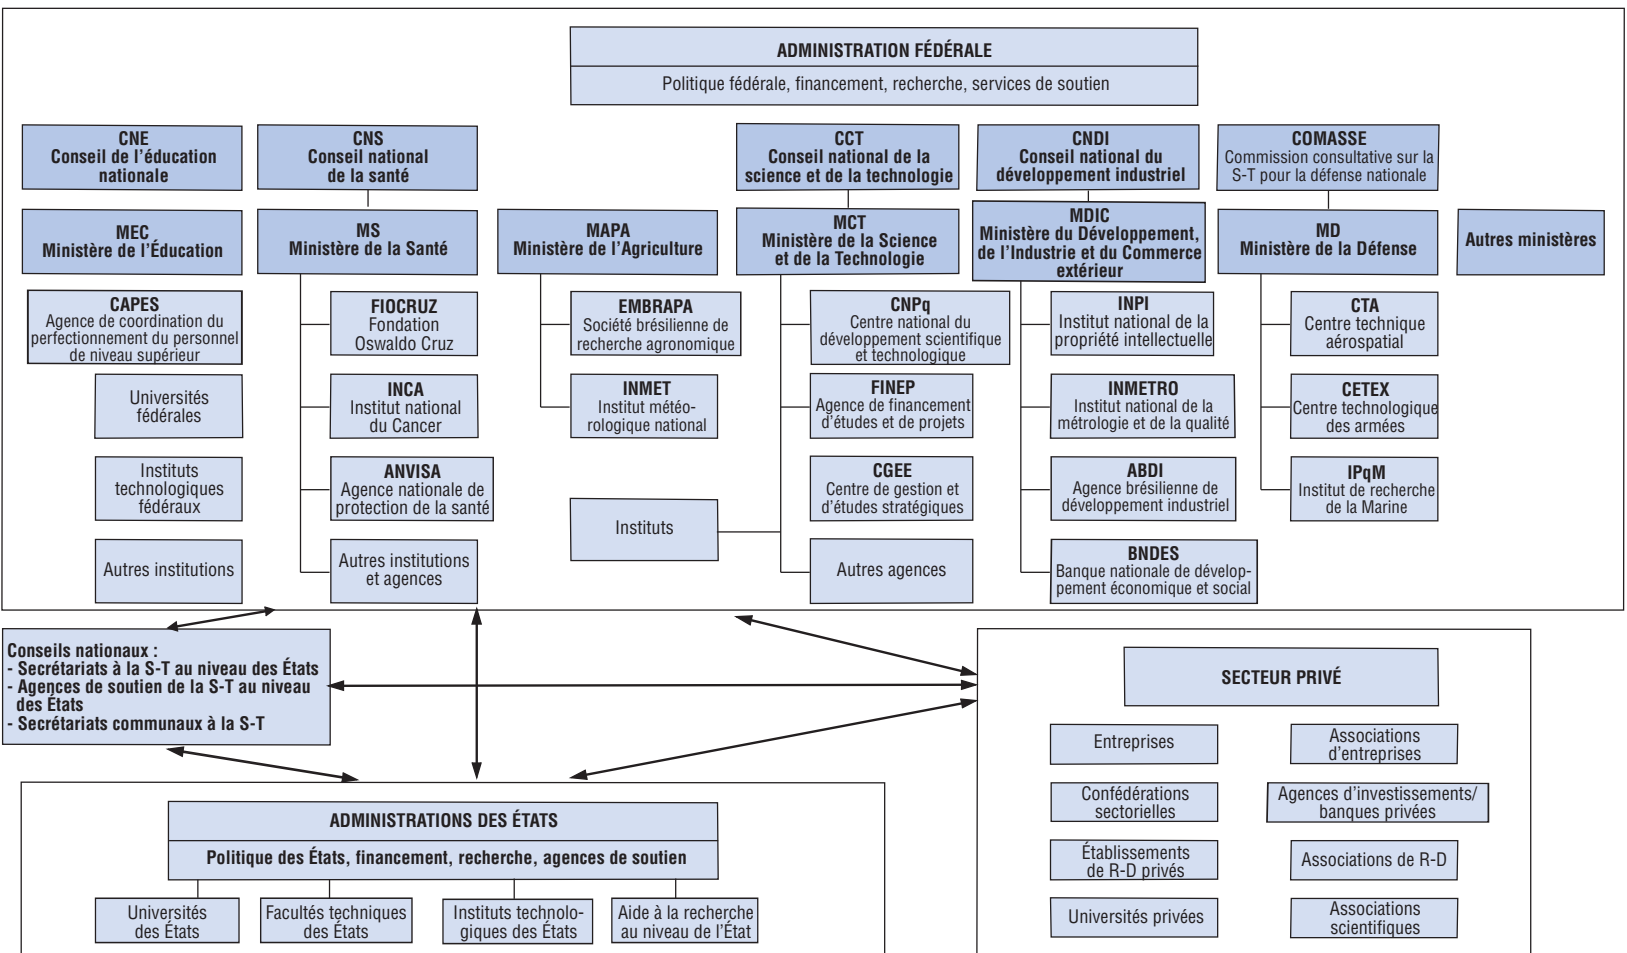 ADMINISTRATION FÉDÉRALE
Politique fédérale, financement, recherche, services de soutien
CNE
Conseil de l'éducation
nationale
CNS
Conseil national
de la santé
CCT
Conseil national de la
science et de la technologie
CNDI
Conseil national du
développement industriel
COMASSE
Commission consultative sur la
S-T pour la défense nationale
MEC
Ministère de l'Éducation
MS
Ministère de la Santé
MAPA
Ministère de l'Agriculture
MCT
Ministère de la Science
et de la Technologie
MDIC
Ministère du Développement,
de l'Industrie et du Commerce
extérieur
MD
Ministère de la Défense
Autres ministères
CAPES
Agence de coordination du
perfectionnement du personnel
de niveau supérieur
Universités
fédérales
Instituts
technologiques
fédéraux
Autres institutions
FIOCRUZ
Fondation
Oswaldo Cruz
INCA
Institut national
du Cancer
ANVISA
Agence nationale de
protection de la santé
Autres institutions
et agences
EMBRAPA
Société brésilienne de
recherche agronomique
INMET
Institut météo-
rologique national
Instituts
CNPq
Centre national du
développement scientifique
et technologique
FINEP
Agence de financement
d'études et de projets
CGEE
Centre de gestion et
d'études stratégiques
Autres agences
INPI
Institut national de la
propriété intellectuelle
INMETRO
Institut national de la
métrologie et de la qualité
ABDI
Agence brésilienne de
développement industriel
BNDES
Banque nationale de dévelop-
pement économique et social
CTA
Centre technique
aérospatial
CETEX
Centre technologique
des armées
IPqM
Institut de recherche
de la Marine
Conseils nationaux :
- Secrétariats à la S-T au niveau des États
- Agences de soutien de la S-T au niveau
des États
- Secrétariats communaux à la S-T
ADMINISTRATIONS DES ÉTATS
Politique des États, financement, recherche, agences de soutien
Universités
des États
Facultés techniques
des États
Instituts technolo-
giques des États
Aide à la recherche
au niveau de l'État
SECTEUR PRIVÉ
Entreprises
Associations
d'entreprises
Confédérations
sectorielles
Agences d'investissements/
banques privées
Établissements
de R-D privés
Associations de R-D
Universités privées
Associations
scientifiques